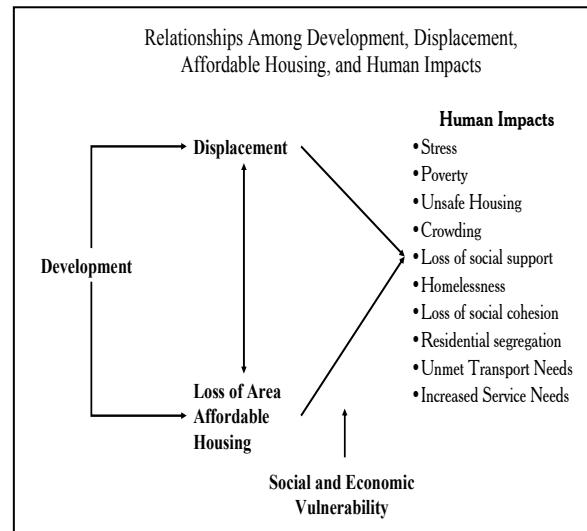 Relationships Among Development, Displacement,
Affordable Housing, and Human Impacts
Human Impacts
•Stress
•Poverty
•Unsafe Housing
•Crowding
•Loss of social support
•Homelessness
•Loss of social cohesion
•Residential segregation
•Unmet Transport Needs
•Increased Service Needs
Displacement
Development
Loss of Area
Affordable
Housing
Social and Economic
Vulnerability